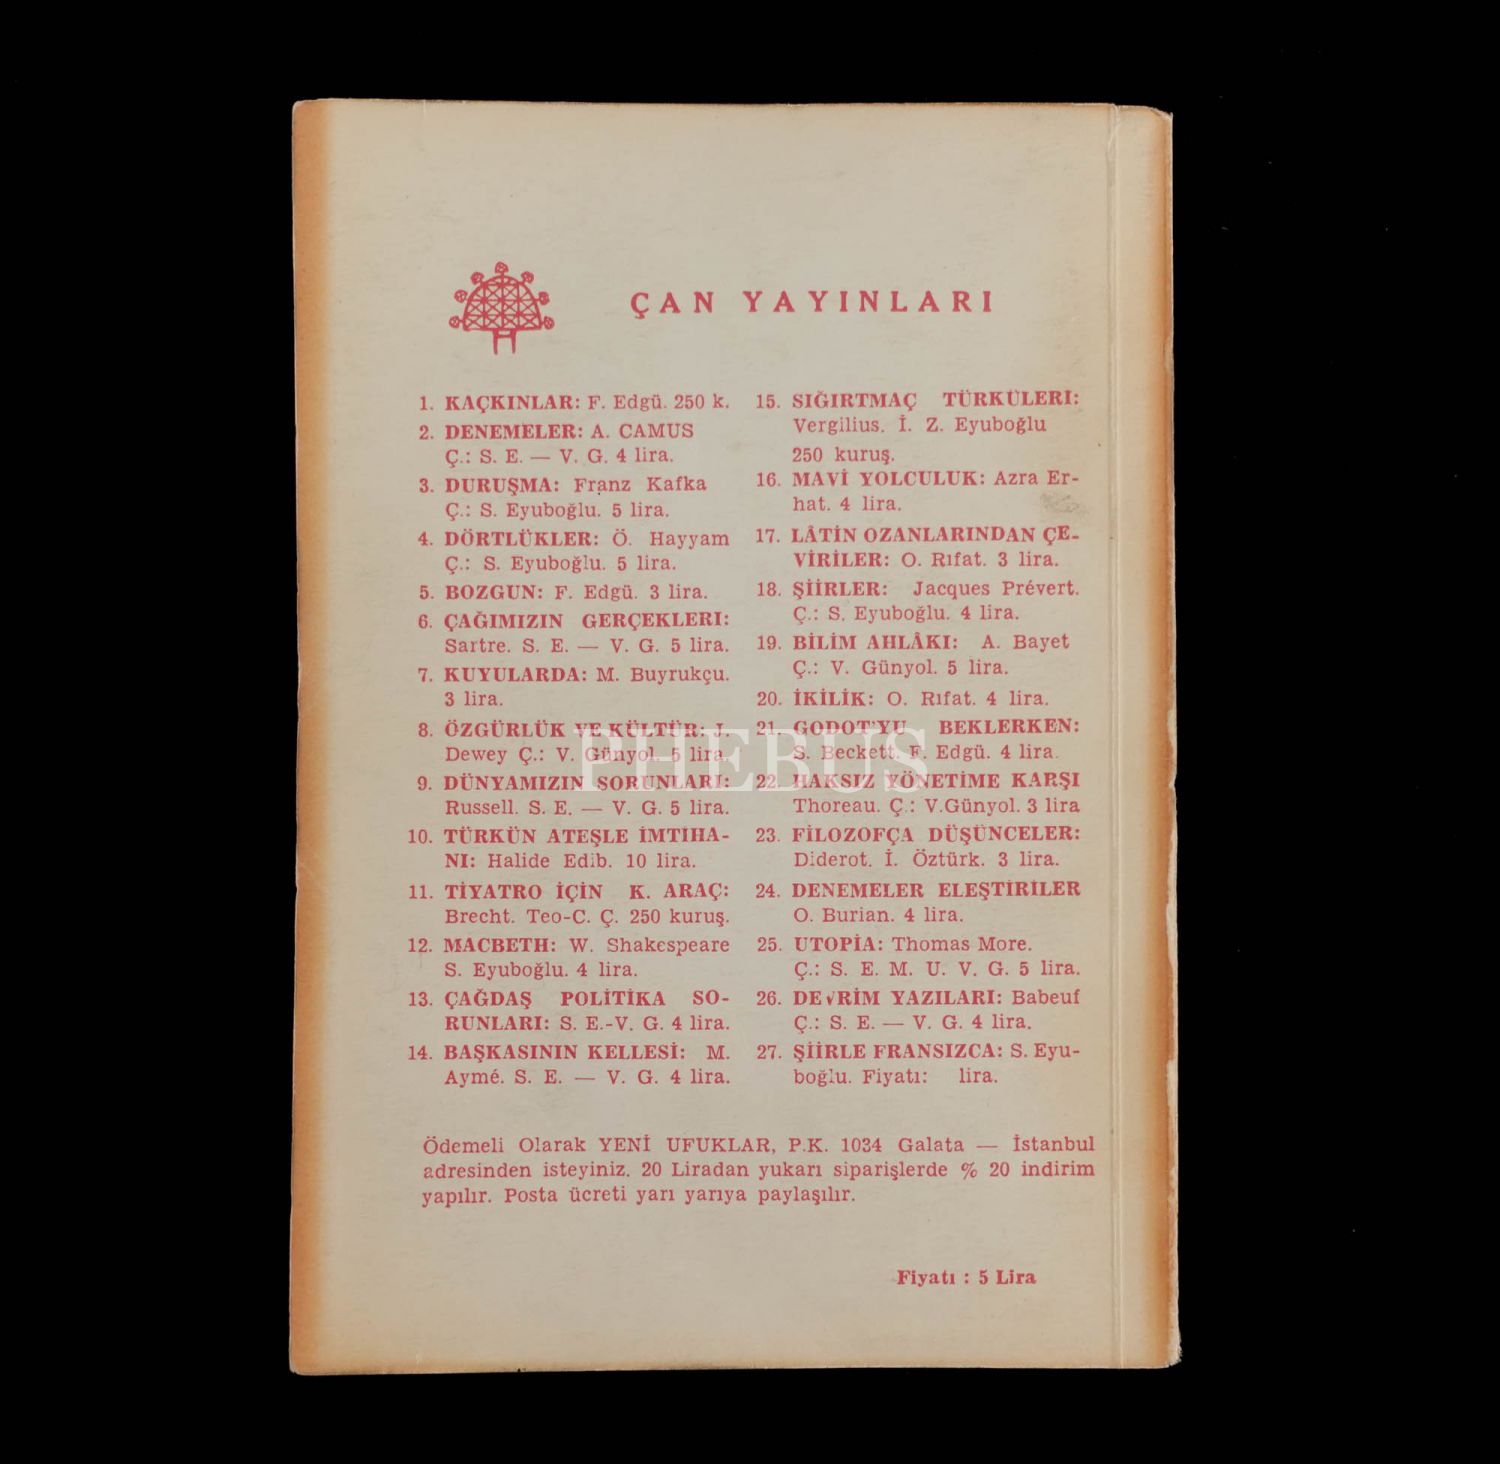 ÇAN YAYINLARI
1. KAÇKINLAR: F. Edgü. 250 k.
2. DENEMELER: A. CAMUS
Ç.: S. E. — V. G. 4 lira.
3. DURUŞMA: Franz Kafka
Ç.: S. Eyuboğlu. 5 lira.
4. DÖRTLÜKLER: Ö. Hayyam
Ç.: S. Eyuboğlu. 5 lira.
5. BOZGUN: F. Edgü. 3 lira.
6. ÇAĞIMIZIN GERÇEKLERI:
Sartre. S. E. — V. G. 5 lira.
7. KUYULARDA: M. Buyrukçu.
3 lira.
8. ÖZGÜRLÜK VE KÜLTÜR: J.
Dewey Ç.: V. Günyol. 5 lira.
9. DÜNYAMIZIN SORUNLARI:
Russell. S. E. — V. G. 5 lira.
10. TÜRKÜN ATEŞLE İMTİHA-
NI: Halide Edib. 10 lira.
11. TİYATRO İÇİN K. ARAÇ:
Brecht. Teo-C. Ç. 250 kuruş.
12. MACBETH: W. Shakespeare
S. Eyuboğlu. 4 lira.
13. ÇAĞDAŞ POLİTİKA SO-
RUNLARI: S. E.-V. G. 4 lira.
14. BAŞKASININ KELLESİ: M.
Aymé. S. E. — V. G. 4 lira.
15. SIĞIRTMAÇ TÜRKÜLERI:
Vergilius. İ. Z. Eyuboğlu
250 kuruş.
16. MAVİ YOLCULUK: Azra Er-
hat. 4 lira.
17. LÂTİN OZANLARINDAN ÇE-
VİRİLER: O. Rıfat. 3 lira.
18. ŞİİRLER: Jacques Prévert.
Ç.: S. Eyuboğlu. 4 lira.
19. BİLİM AHLÂKI: A. Bayet
Ç.: V. Günyol. 5 lira.
20. İKİLİK: O. Rıfat. 4 lira.
21. GODOT'YU BEKLERKEN:
S. Beckett. F. Edgü. 4 lira.
22. HAKSIZ YÖNETİME KARŞI
Thoreau. Ç.: V.Günyol. 3 lira
23. FİLOZOFÇA DÜŞÜNCELER:
Diderot. İ. Öztürk. 3 lira.
24. DENEMELER ELEŞTİRİLER
O. Burian. 4 lira.
25. UTOPİA: Thomas More.
Ç.: S. E. M. U. V. G. 5 lira.
26. DEVRİM YAZILARI: Babeuf
Ç.: S. E. — V. G. 4 lira.
27. ŞİİRLE FRANSIZCA: S. Eyu-
boğlu. Fiyatı: lira.
PHEBUS
Ödemeli Olarak YENİ UFUKLAR, P.K. 1034 Galata — İstanbul
adresinden isteyiniz. 20 Liradan yukarı siparişlerde % 20 indirim
yapılır. Posta ücreti yarı yarıya paylaşılır.
Fiyatı : 5 Lira